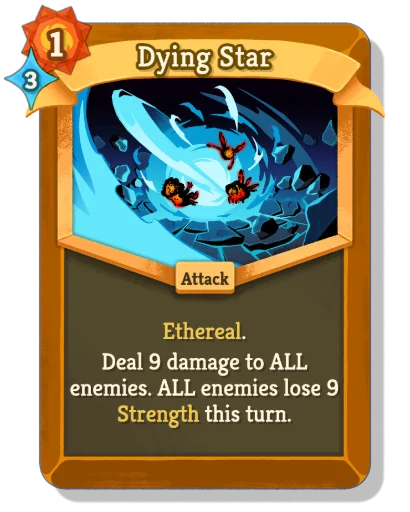 1
3
Dying Star
Attack
Ethereal.
Deal 9 damage to ALL
enemies. ALL enemies lose 9
Strength this turn.